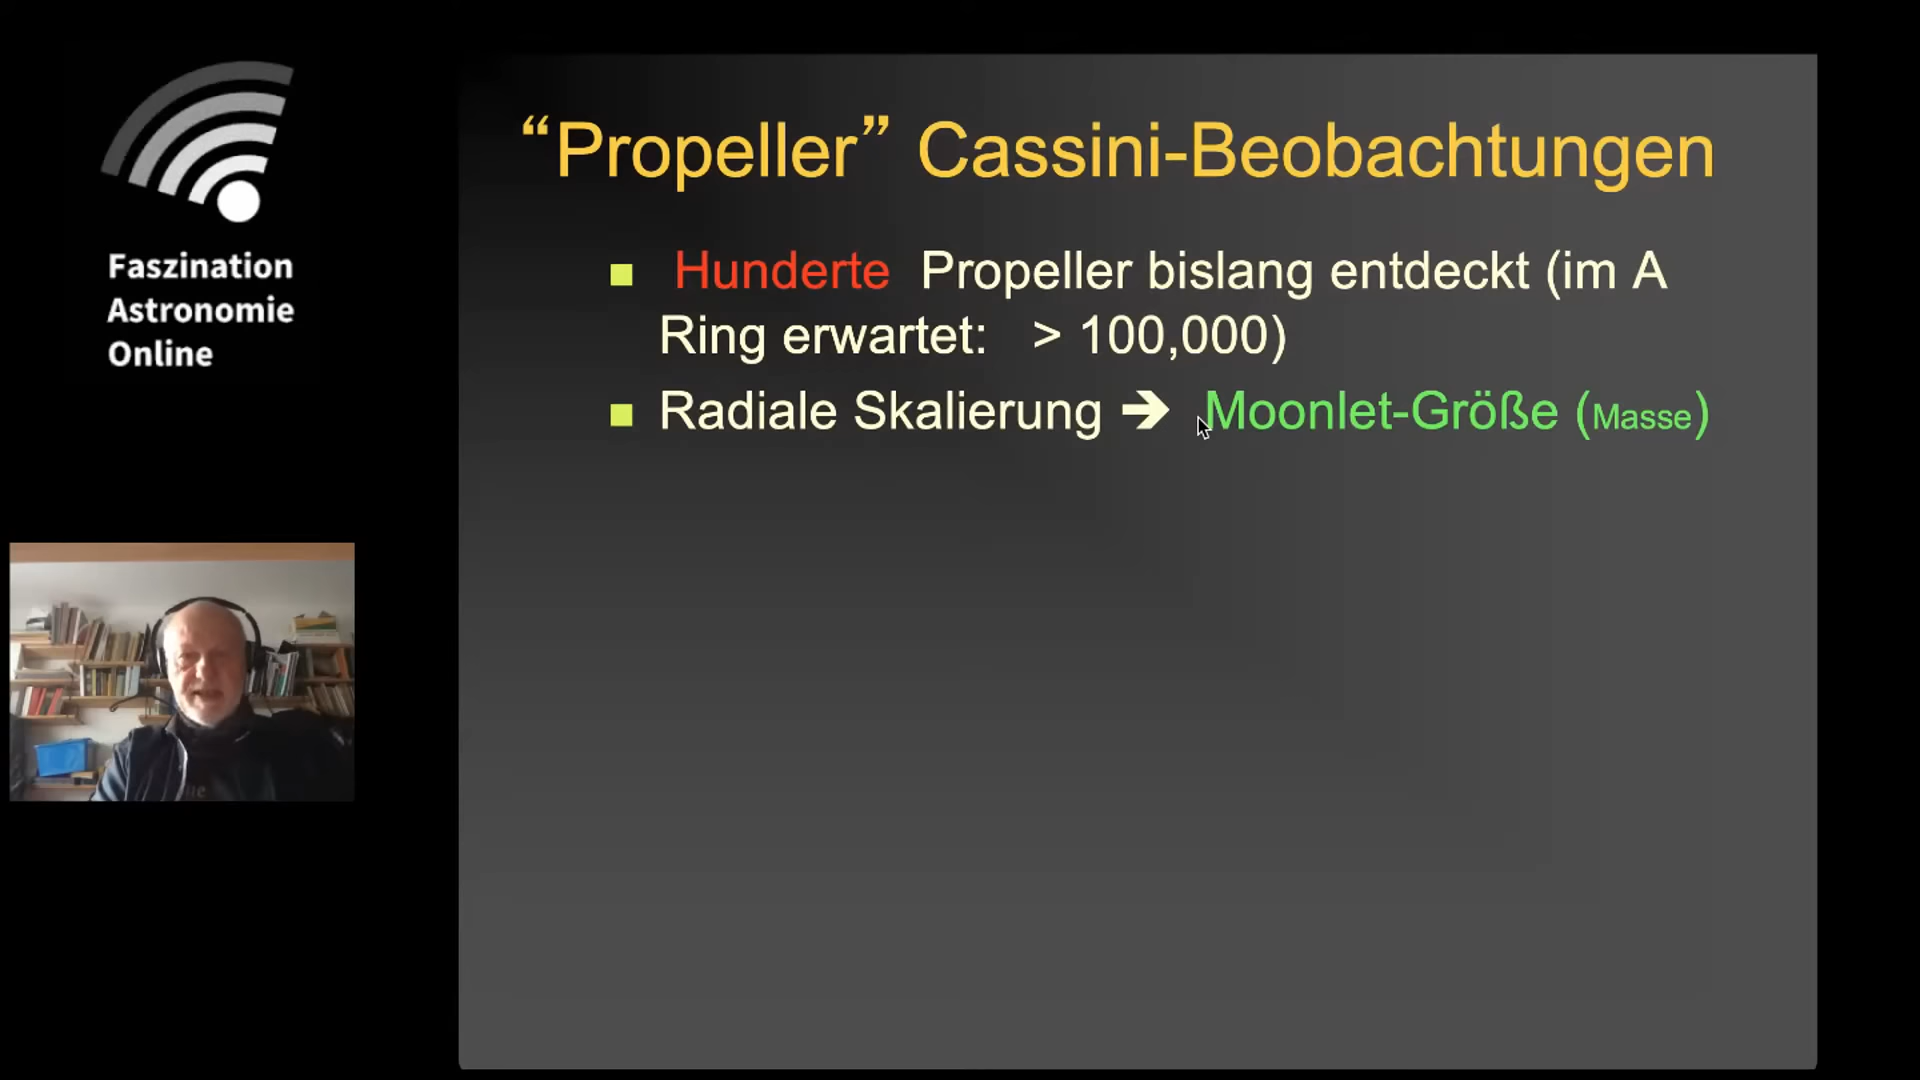 Faszination
Astronomie
Online
“Propeller” Cassini-Beobachtungen
Hunderte Propeller bislang entdeckt (im A
Ring erwartet: > 100,000)
Radiale Skalierung ➔ Moonlet-Größe (Masse)